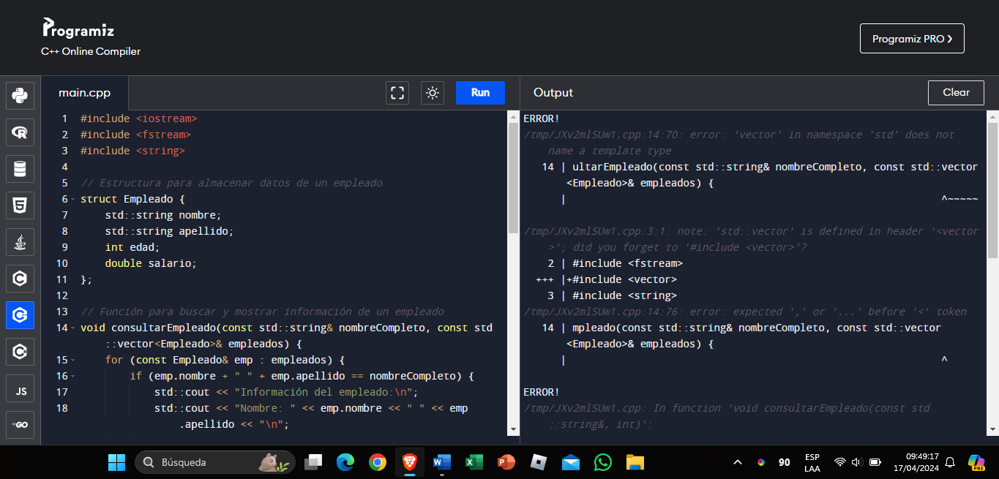 Programiz
C++ Online Compiler
Programiz PRO ❯
main.cpp
Run
Output
Clear
1 #include <iostream>
2 #include <fstream>
3 #include <string>
4
5 // Estructura para almacenar datos de un empleado
6 struct Empleado {
7 std::string nombre;
8 std::string apellido;
9 int edad;
10 double salario;
11 };
12
13 // Función para buscar y mostrar información de un empleado
14 void consultarEmpleado(const std::string& nombreCompleto, const std
::vector<Empleado>& empleados) {
15 for (const Empleado& emp : empleados) {
16 if (emp.nombre + " " + emp.apellido == nombreCompleto) {
17 std::cout << "Información del empleado:\n";
18 std::cout << "Nombre: " << emp.nombre << " " << emp
.apellido << "\n";
ERROR!
/tmp/JXv2mlSUw1.cpp:14:70: error: 'vector' in namespace 'std' does not
name a template type
14 | ultarEmpleado(const std::string& nombreCompleto, const std::vector
<Empleado>& empleados) {
| ^~~~~~
/tmp/JXv2mlSUw1.cpp:3:1: note: 'std::vector' is defined in header '<vector
>'; did you forget to '#include <vector>'?
2 | #include <fstream>
+++ |+#include <vector>
3 | #include <string>
/tmp/JXv2mlSUw1.cpp:14:76: error: expected ',' or '...' before '<' token
14 | mpleado(const std::string& nombreCompleto, const std::vector
<Empleado>& empleados) {
| ^
ERROR!
/tmp/JXv2mlSUw1.cpp: In function 'void consultarEmpleado(const std
::string&, int)':
JS
GO
Búsqueda
90
ESP
LAA
09:49:17
17/04/2024
PRE